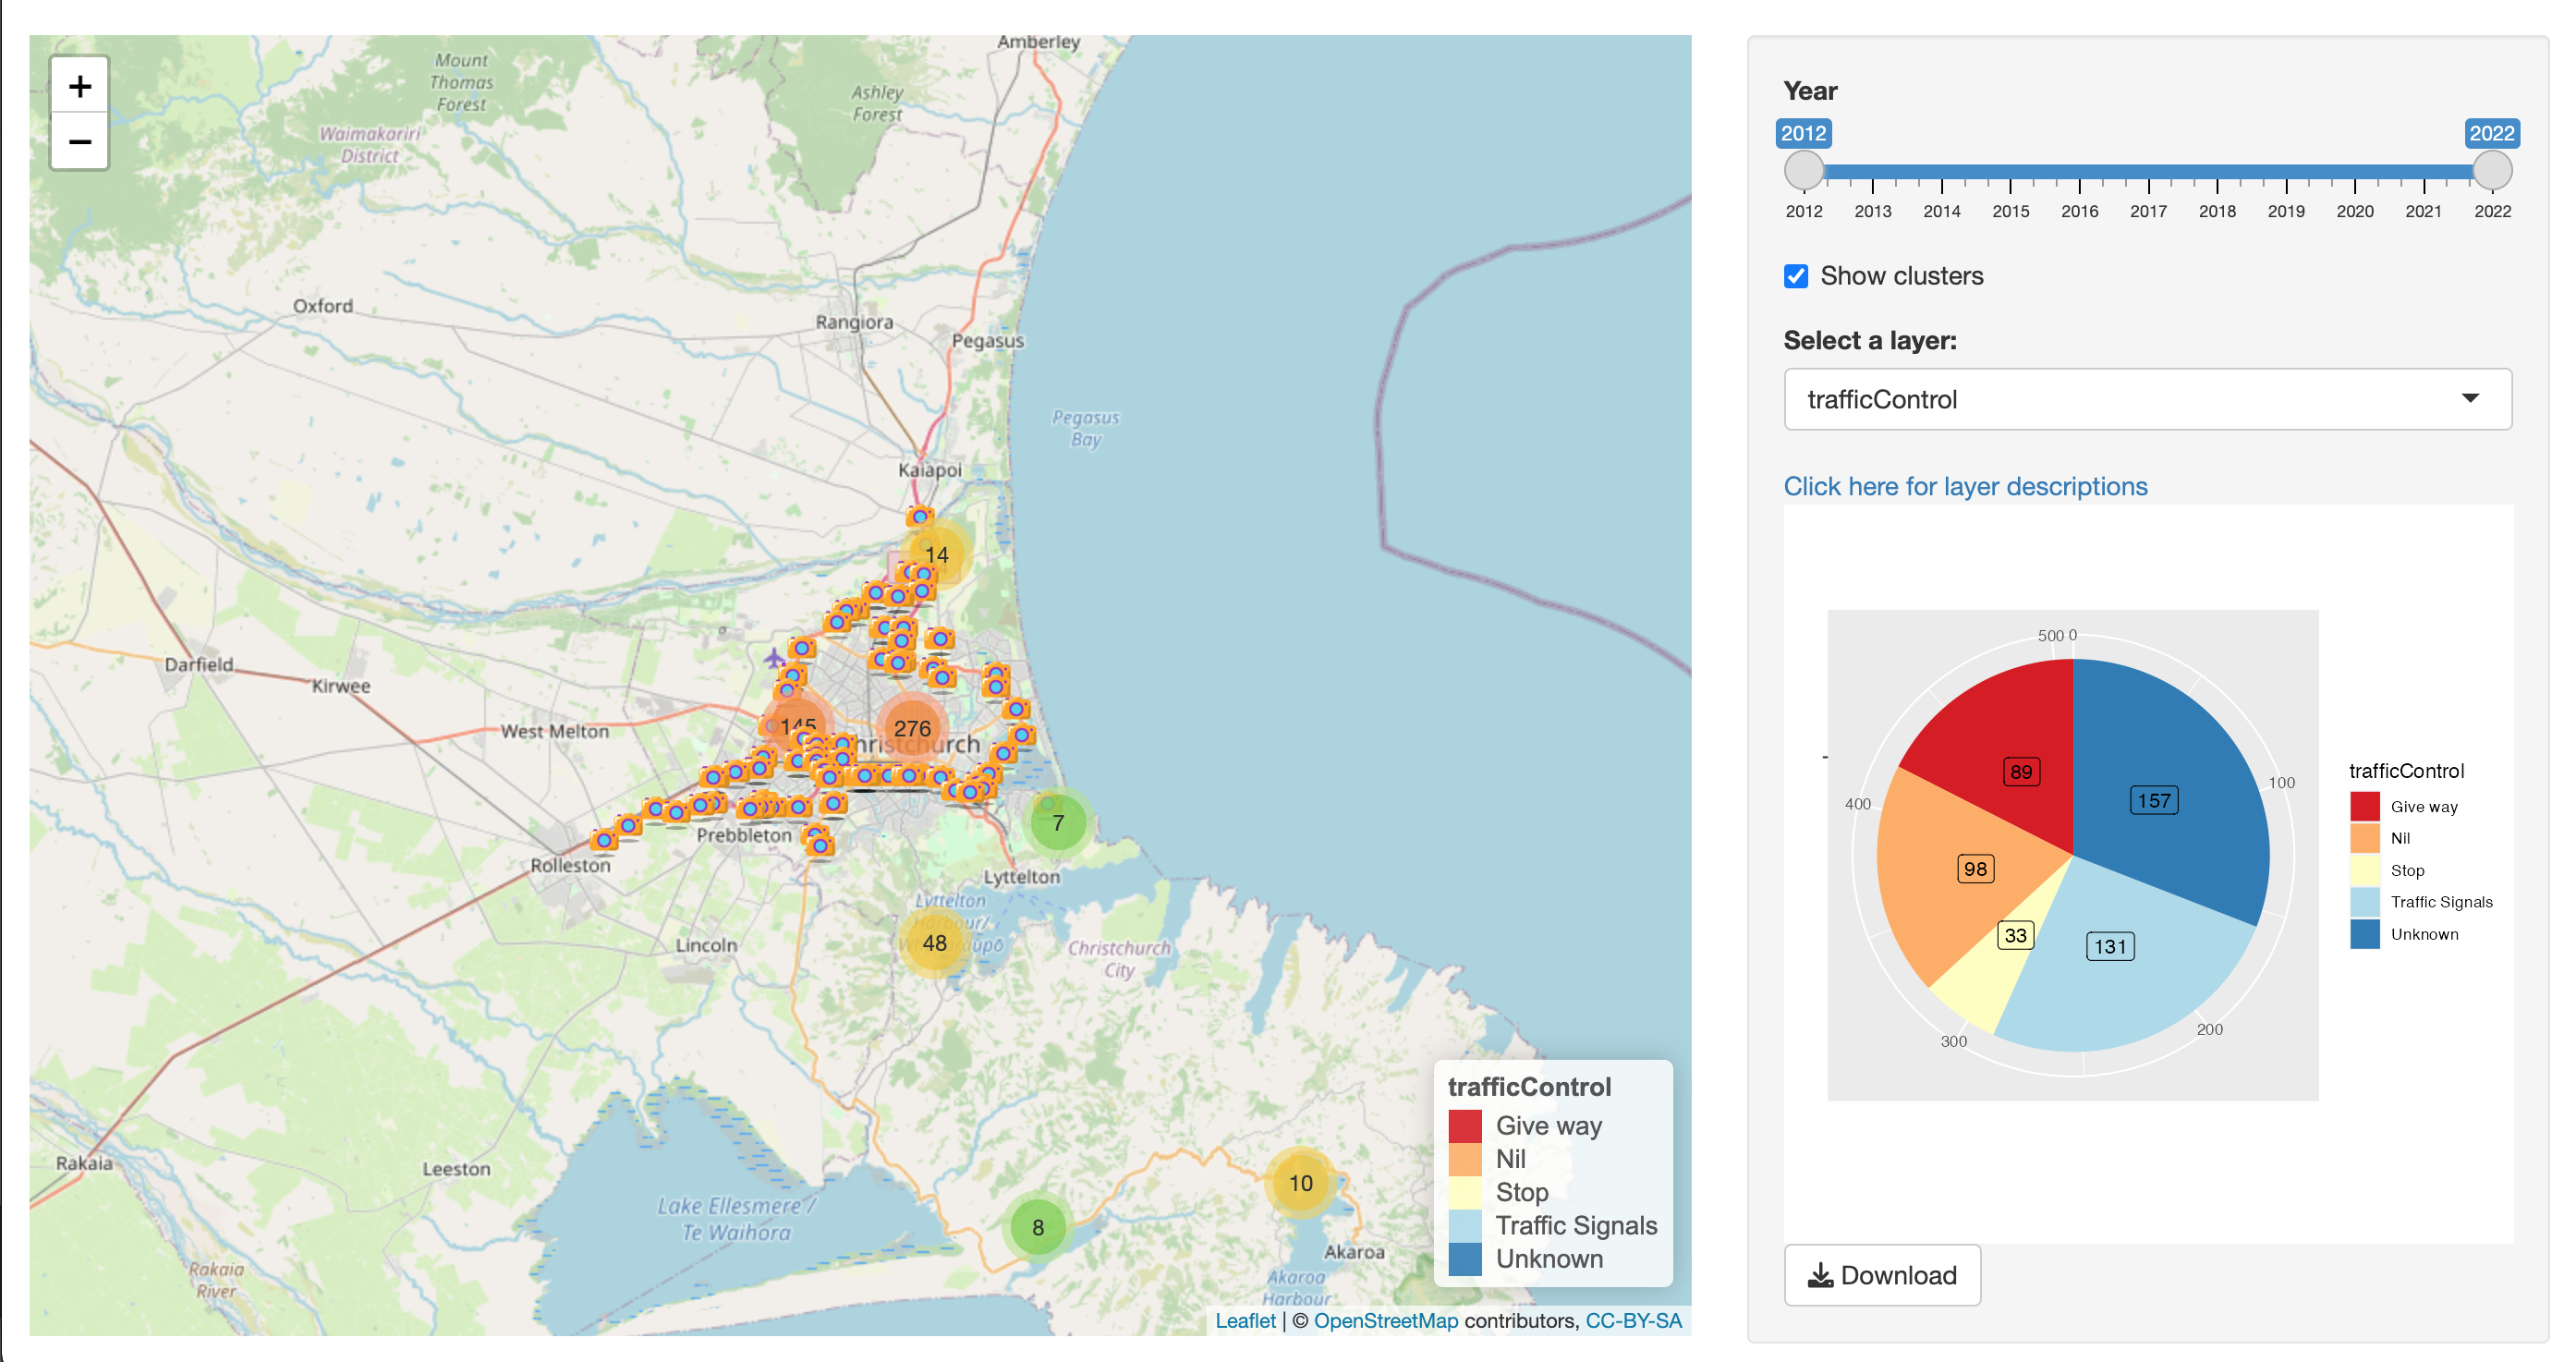 Amberley
Mount
Thomas
Forest
Ashley
Forest
Waimakariri
District
+
−
Oxford
Rangiora
Pegasus
Pegasus
Bay
Kaiapoi
14
Darfield
Kirwee
West Melton
145
276
hristchurch
7
Prebbleton
Rolleston
Lyttelton
Lyttelton
Harbour/
48
Lincoln
Christchurch
City
Rakaia
Leeston
Lake Ellesmere /
Te Waihora
8
10
Akaroa
Akaroa
Harbour
Rakaia
River
trafficControl
Give way
Nil
Stop
Traffic Signals
Unknown
Leaflet | © OpenStreetMap contributors, CC-BY-SA
Year
2012 2022
2012 2013 2014 2015 2016 2017 2018 2019 2020 2021 2022
Show clusters
Select a layer:
trafficControl
Click here for layer descriptions
500 0
100
200
300
400
89
157
98
33
131
trafficControl
Give way
Nil
Stop
Traffic Signals
Unknown
Download